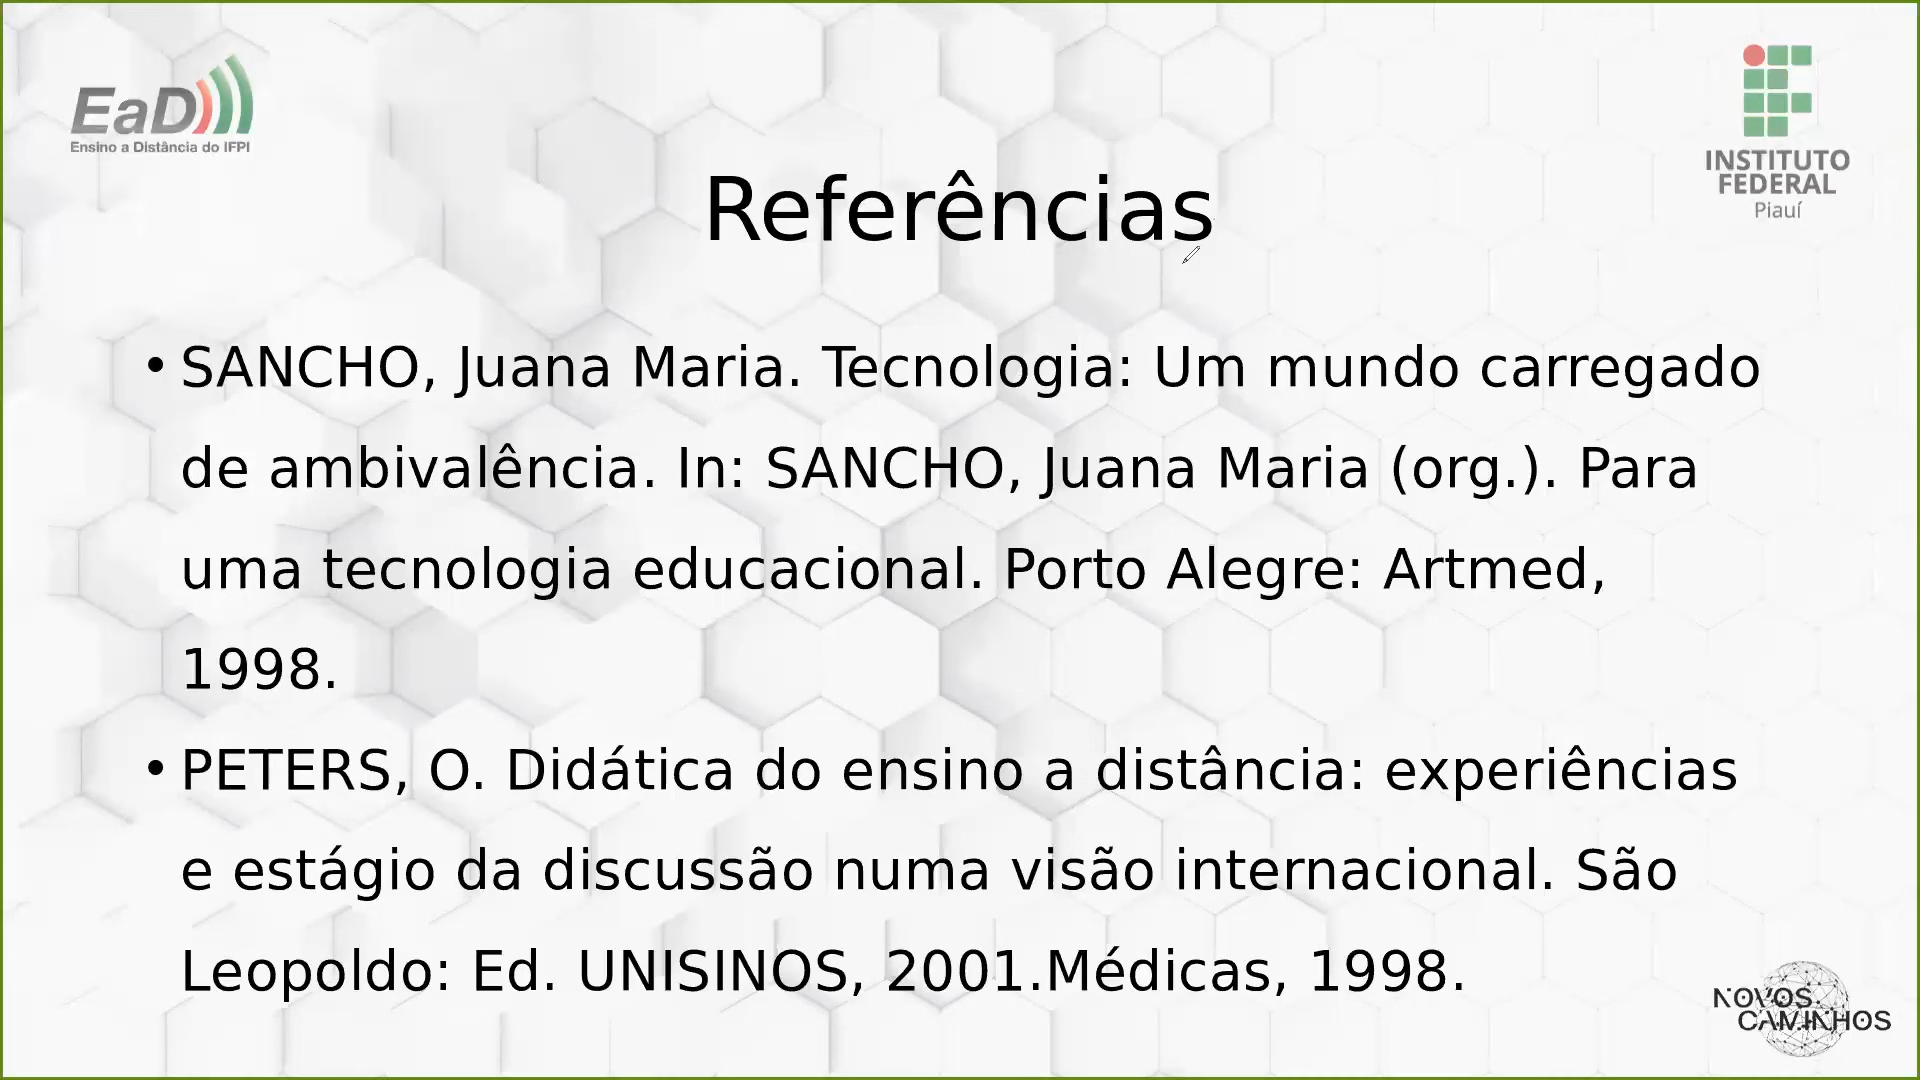 EaD
Ensino a Distância do IFPI
INSTITUTO
FEDERAL
Piauí
Referências
• SANCHO, Juana Maria. Tecnologia: Um mundo carregado
de ambivalência. In: SANCHO, Juana Maria (org.). Para
uma tecnologia educacional. Porto Alegre: Artmed,
1998.
• PETERS, O. Didática do ensino a distância: experiências
e estágio da discussão numa visão internacional. São
Leopoldo: Ed. UNISINOS, 2001.Médicas, 1998.
NOVOS
CAMINHOS